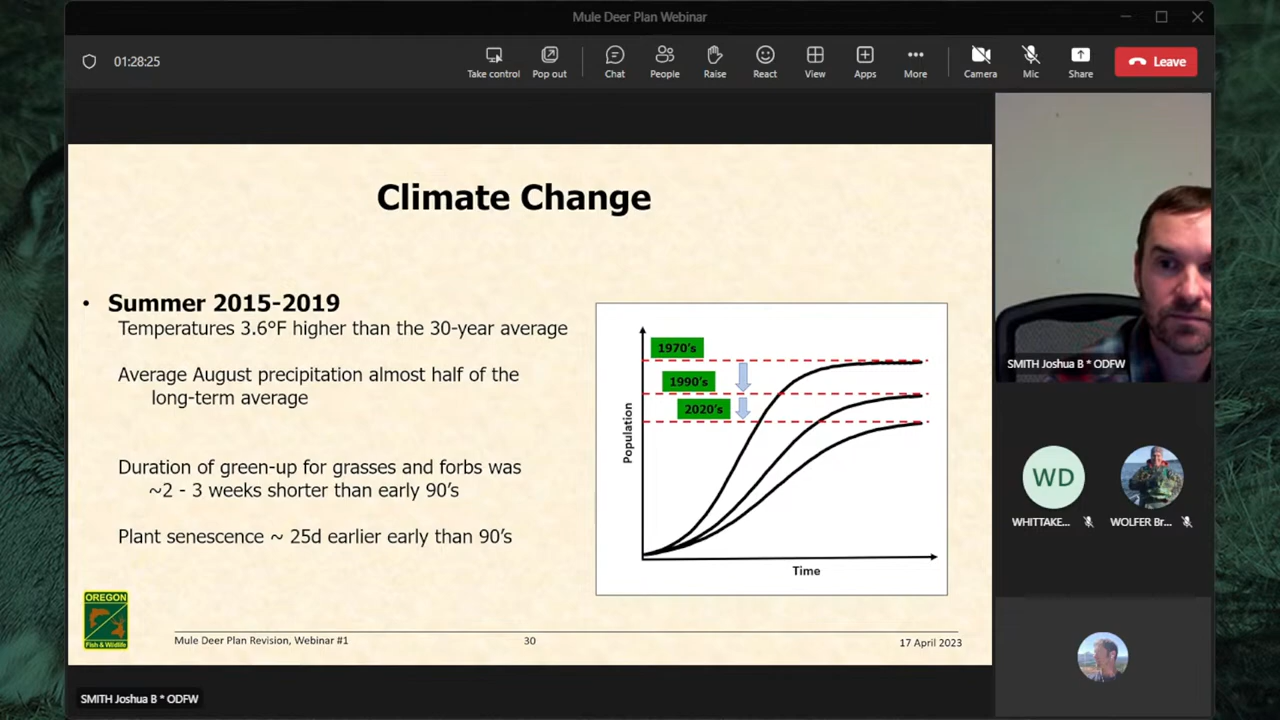 Mule Deer Plan Webinar
01:28:25
Take control
Pop out
Chat
People
Raise
React
View
Apps
More
Camera
Mic
Share
Leave
Climate Change
• Summer 2015-2019
Temperatures 3.6°F higher than the 30-year average
Average August precipitation almost half of the
long-term average
Duration of green-up for grasses and forbs was
~2 - 3 weeks shorter than early 90's
Plant senescence ~ 25d earlier early than 90's
1970's
1990's
2020's
Population
Time
OREGON
Fish & Wildlife
Mule Deer Plan Revision, Webinar #1
30
17 April 2023
SMITH Joshua B * ODFW
SMITH Joshua B * ODFW
WD
WHITTAKE...
WOLFER Br...